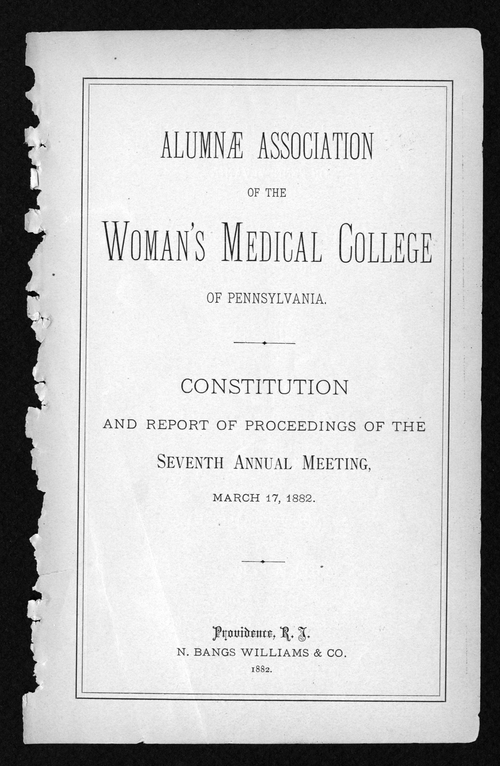 ALUMNÆ ASSOCIATION
OF THE
WOMAN'S MEDICAL COLLEGE
OF PENNSYLVANIA.
CONSTITUTION
AND REPORT OF PROCEEDINGS OF THE
SEVENTH ANNUAL MEETING,
MARCH 17, 1882.
Providence, R. I.
N. BANGS WILLIAMS & CO.
1882.